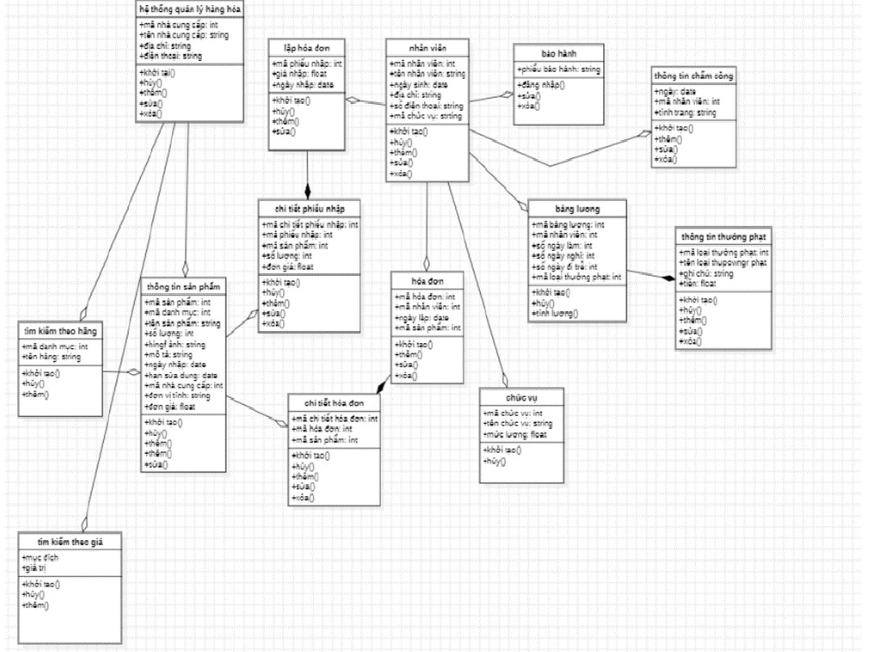 hệ thống quản lý hàng hóa
+mã nhà cung cấp: int
+tên nhà cung cấp: string
+địa chỉ: string
+điện thoại: string
+khởi tại()
+hủy()
+thêm()
+sửa()
+xóa()
lập hóa đơn
+mã phiếu nhập: int
+giá nhập: float
+ngày nhập: date
+khởi tạo()
+hủy()
+thêm()
+sửa()
nhân viên
+mã nhân viên: int
+tên nhân viên: string
+ngày sinh: date
+địa chỉ: string
+số điện thoại: string
+mã chức vụ: string
+khởi tạo()
+hủy()
+thêm()
+sửa()
+xóa()
bảo hành
+phiếu bảo hành: string
+đăng nhập()
+sửa()
+xóa()
thông tin chấm công
+ngày: date
+mã nhân viên: int
+tình trạng: string
+khởi tạo()
+thêm()
+sửa()
+xóa()
chi tiết phiếu nhập
+mã chi tiết phiếu nhập: int
+mã phiếu nhập: int
+mã sản phẩm: int
+số lượng: int
+đơn giá: float
+khởi tạo()
+hủy()
+thêm()
+sửa()
+xóa()
bảng lương
+mã bảng lương: int
+mã nhân viên: int
+số ngày làm: int
+số ngày nghỉ: int
+số ngày đi trễ: int
+mã loại thưởng phạt: int
+khởi tạo()
+hủy()
+tính lương()
thông tin thưởng phạt
+mã loại thưởng phạt: int
+tên loại thupovngr phạt
+ghi chú: string
+tiền: float
+khởi tạo()
+hủy()
+thêm()
+sửa()
+xóa()
thông tin sản phẩm
+mã sản phẩm: int
+mã danh mục: int
+tên sản phẩm: string
+số lượng: int
+hingf ảnh: string
+mô tả: string
+ngày nhập: date
+hạn sửa dụng: date
+mã nhà cung cấp: int
+đơn vị tính: string
+đơn giá: float
+khởi tạo()
+hủy()
+thêm()
+thêm()
+sửa()
hóa đơn
+mã hóa đơn: int
+mã nhân viên: int
+ngày lập: date
+mã sản phẩm: int
+khởi tạo()
+thêm()
+sửa()
+xóa()
tìm kiếm theo hãng
+mã danh mục: int
+tên hãng: string
+khởi tạo()
+hủy()
+thêm()
chi tiết hóa đơn
+mã chi tiết hóa đơn: int
+mã hóa đơn: int
+mã sản phẩm: int
+khởi tạo()
+hủy()
+thêm()
+sửa()
+xóa()
chức vụ
+mã chức vụ: int
+tên chức vụ: string
+mức lương: float
+khởi tạo()
+hủy()
tìm kiếm theo giá
+mục đích
+giá trị
+khởi tạo()
+hủy()
+thêm()